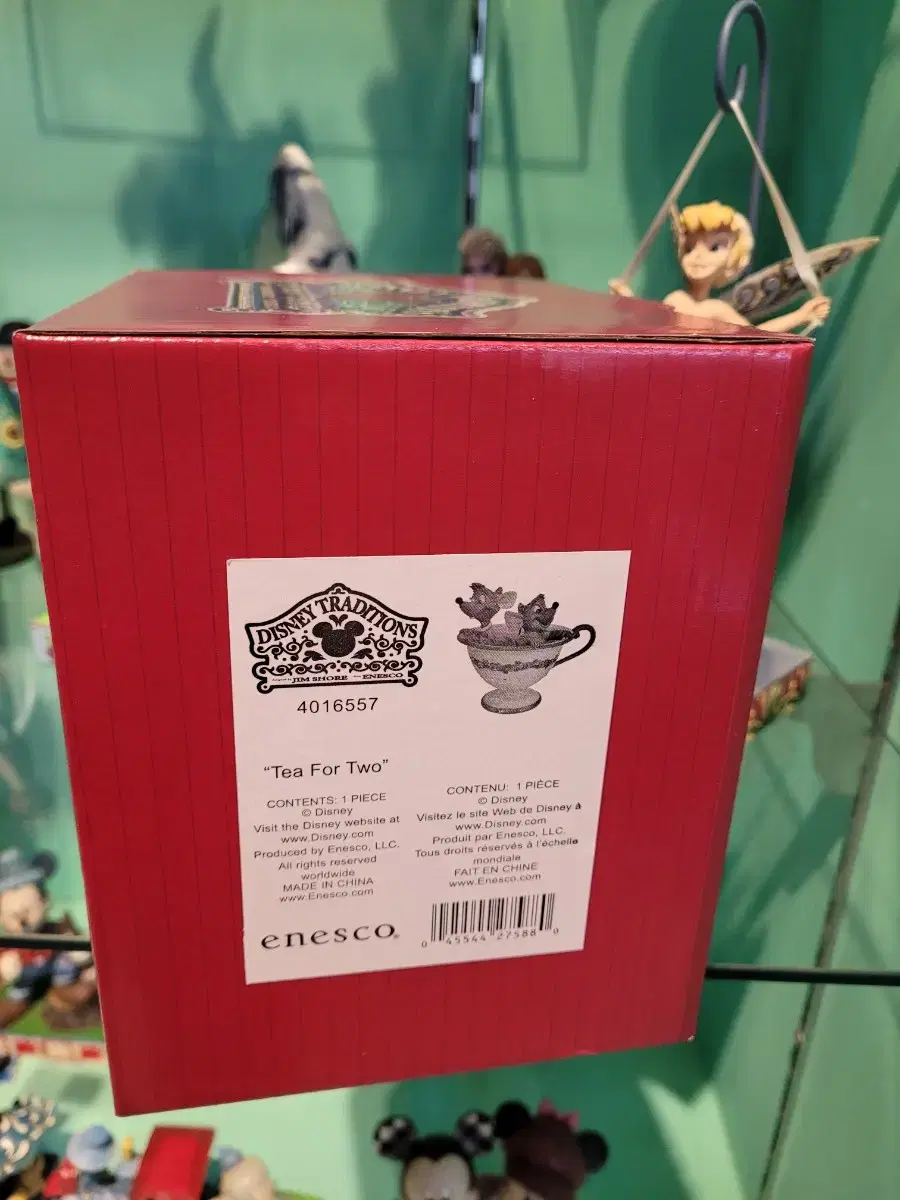 DISNEY TRADITIONS
JIM SHORE
ENESCO
4016557
“Tea For Two”
CONTENTS: 1 PIECE
© Disney
Visit the Disney website at
www.Disney.com
Produced by Enesco, LLC.
All rights reserved
worldwide
MADE IN CHINA
www.Enesco.com
enesco.
CONTENU: 1 PIÈCE
© Disney
Visitez le site Web de Disney à
www.Disney.com
Produit par Enesco, LLC.
Tous droits réservés à l'échelle
mondiale
FAIT EN CHINE
www.Enesco.com
0 45544 27588 0